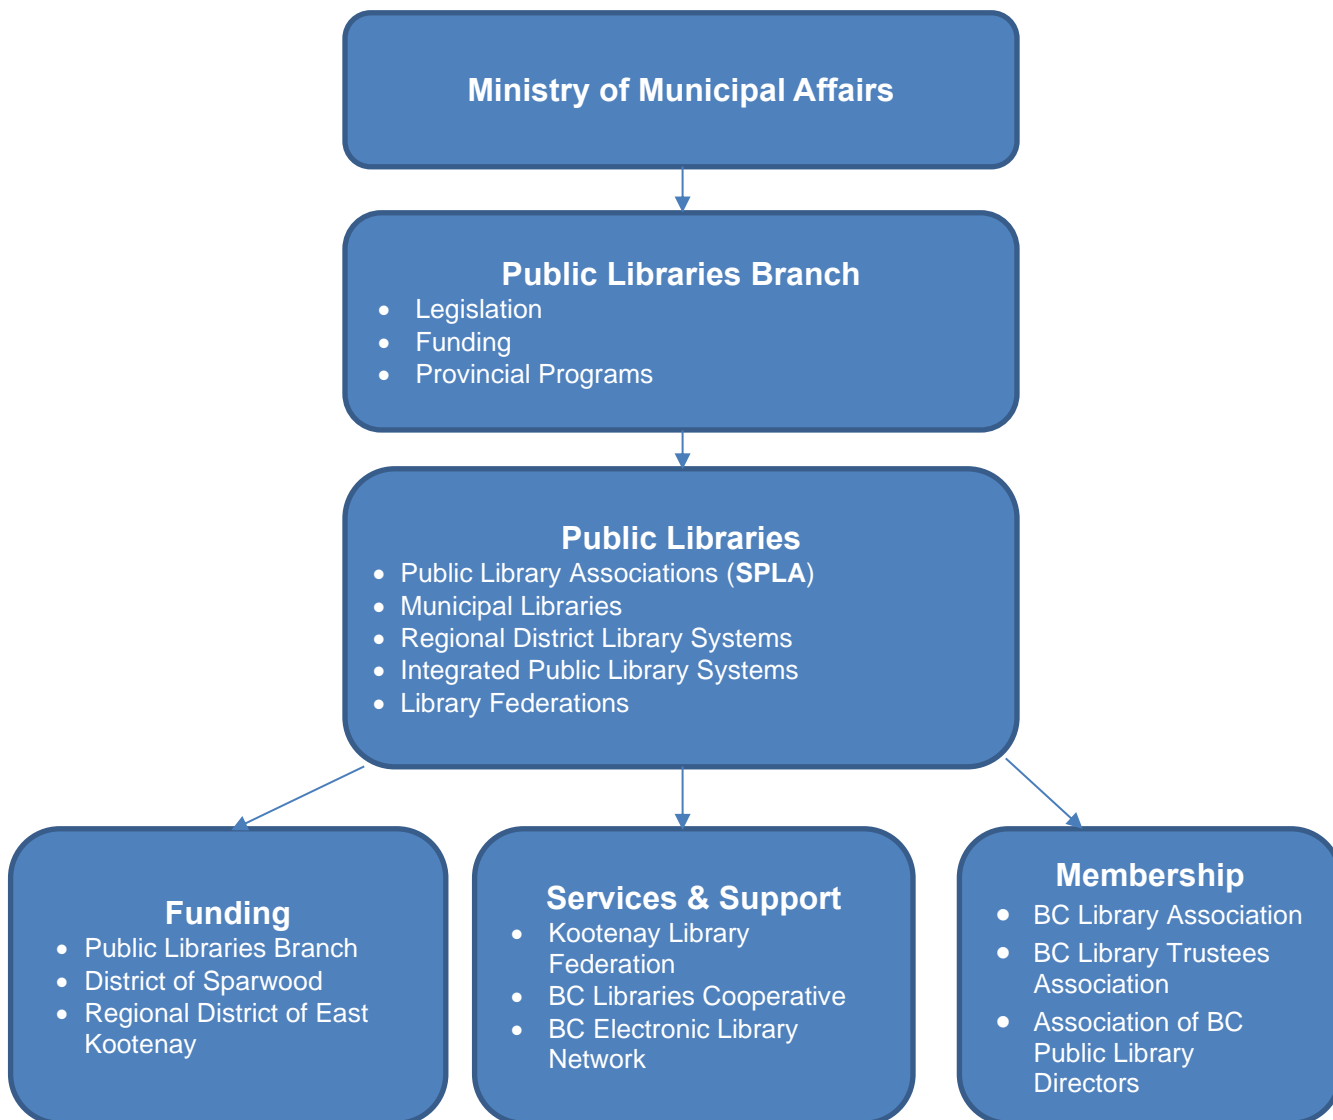 Ministry of Municipal Affairs
Public Libraries Branch
• Legislation
• Funding
• Provincial Programs
Public Libraries
• Public Library Associations (SPLA)
• Municipal Libraries
• Regional District Library Systems
• Integrated Public Library Systems
• Library Federations
Funding
• Public Libraries Branch
• District of Sparwood
• Regional District of East
Kootenay
Services & Support
• Kootenay Library
Federation
• BC Libraries Cooperative
• BC Electronic Library
Network
Membership
• BC Library Association
• BC Library Trustees
Association
• Association of BC
Public Library
Directors